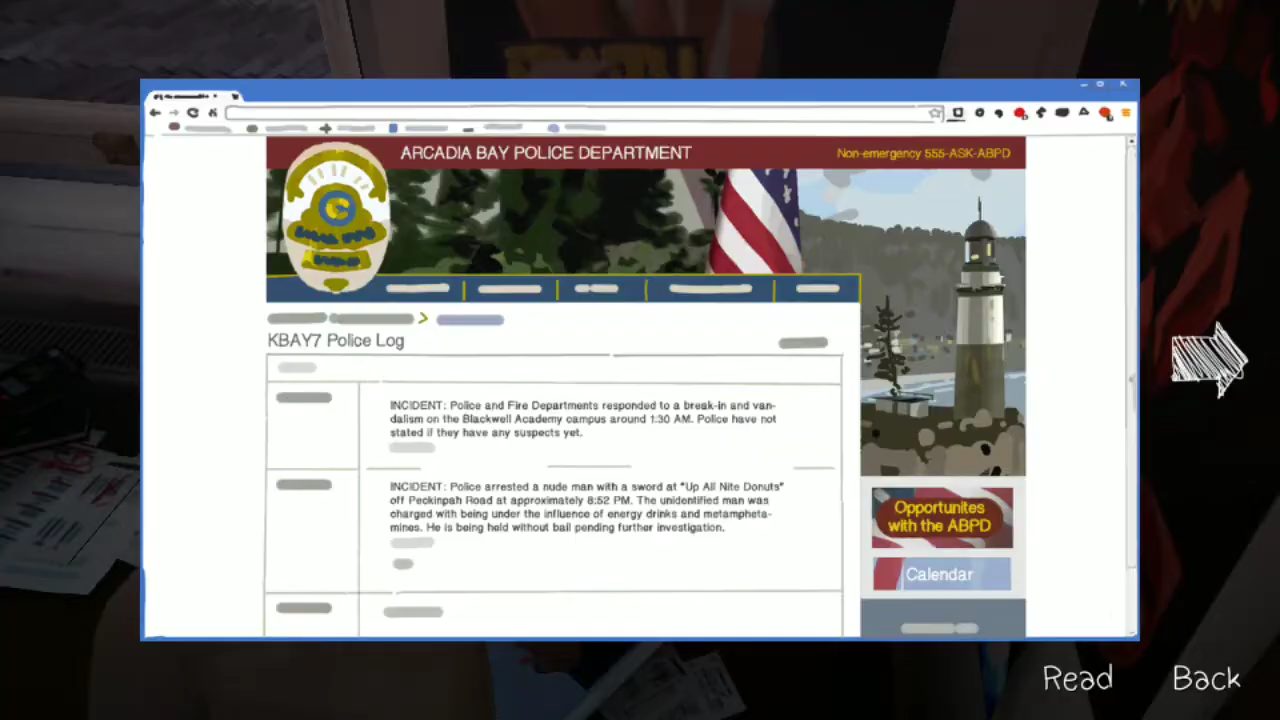 ARCADIA BAY POLICE DEPARTMENT
Non-emergency 555-ASK-ABPD
KBAY7 Police Log
INCIDENT: Police and Fire Departments responded to a break-in and van-
dalism on the Blackwell Academy campus around 1:30 AM. Police have not
stated if they have any suspects yet.
INCIDENT: Police arrested a nude man with a sword at "Up All Nite Donuts"
off Peckinpah Road at approximately 8:52 PM. The unidentified man was
charged with being under the influence of energy drinks and metampheta-
mines. He is being held without bail pending further investigation.
Opportunites
with the ABPD
Calendar
Read
Back